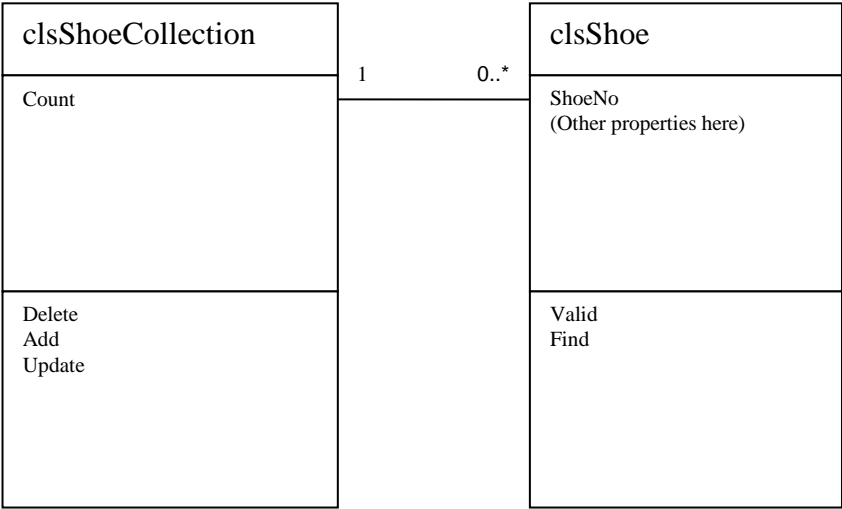 clsShoeCollection
Count
Delete
Add
Update
1
0..*
clsShoe
ShoeNo
(Other properties here)
Valid
Find